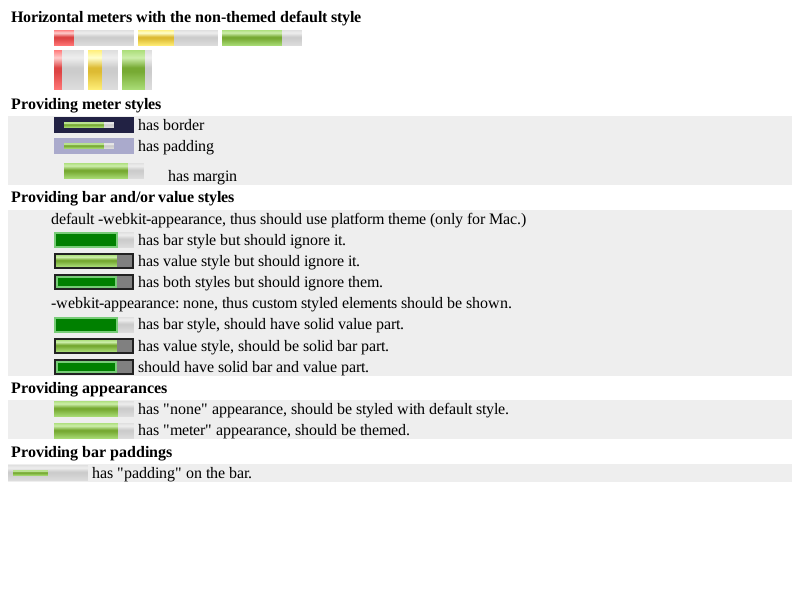 Horizontal meters with the non-themed default style
Providing meter styles
has border
has padding
has margin
Providing bar and/or value styles
default -webkit-appearance, thus should use platform theme (only for Mac.)
has bar style but should ignore it.
has value style but should ignore it.
has both styles but should ignore them.
-webkit-appearance: none, thus custom styled elements should be shown.
has bar style, should have solid value part.
has value style, should be solid bar part.
should have solid bar and value part.
Providing appearances
has "none" appearance, should be styled with default style.
has "meter" appearance, should be themed.
Providing bar paddings
has "padding" on the bar.